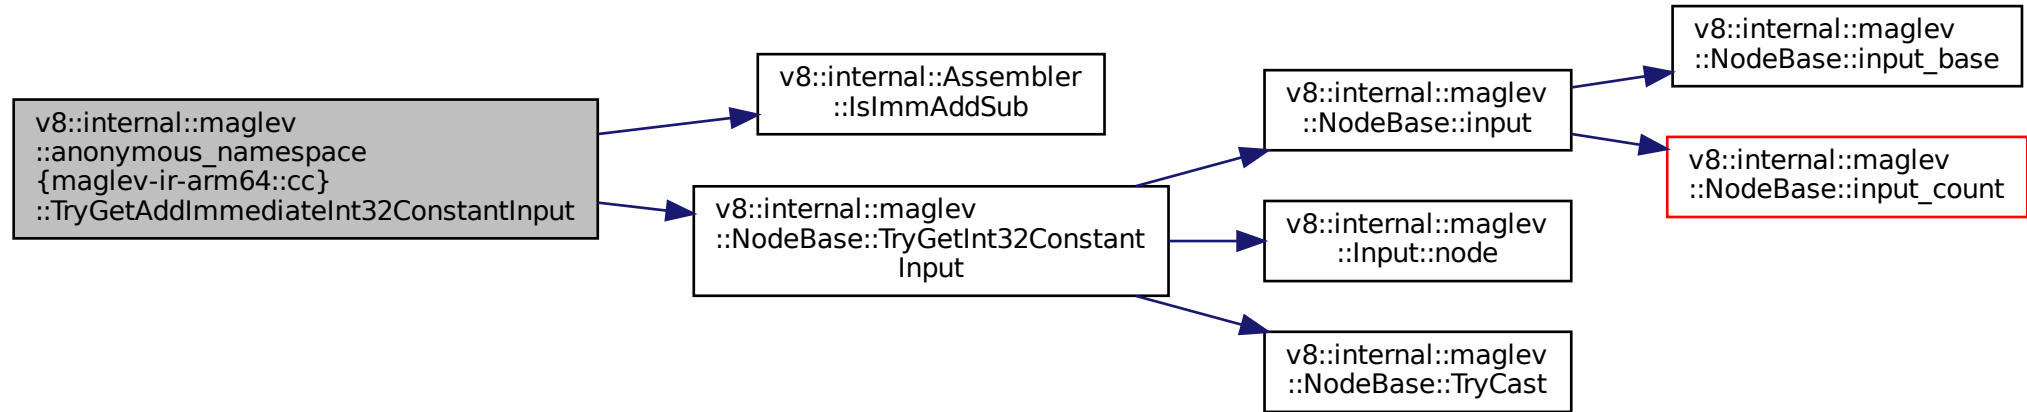 v8::internal::maglev
::anonymous_namespace
{maglev-ir-arm64::cc}
::TryGetAddImmediateInt32ConstantInput
v8::internal::Assembler
::IsImmAddSub
v8::internal::maglev
::NodeBase::TryGetInt32Constant
Input
v8::internal::maglev
::NodeBase::input
v8::internal::maglev
::NodeBase::input_base
v8::internal::maglev
::NodeBase::input_count
v8::internal::maglev
::Input::node
v8::internal::maglev
::NodeBase::TryCast